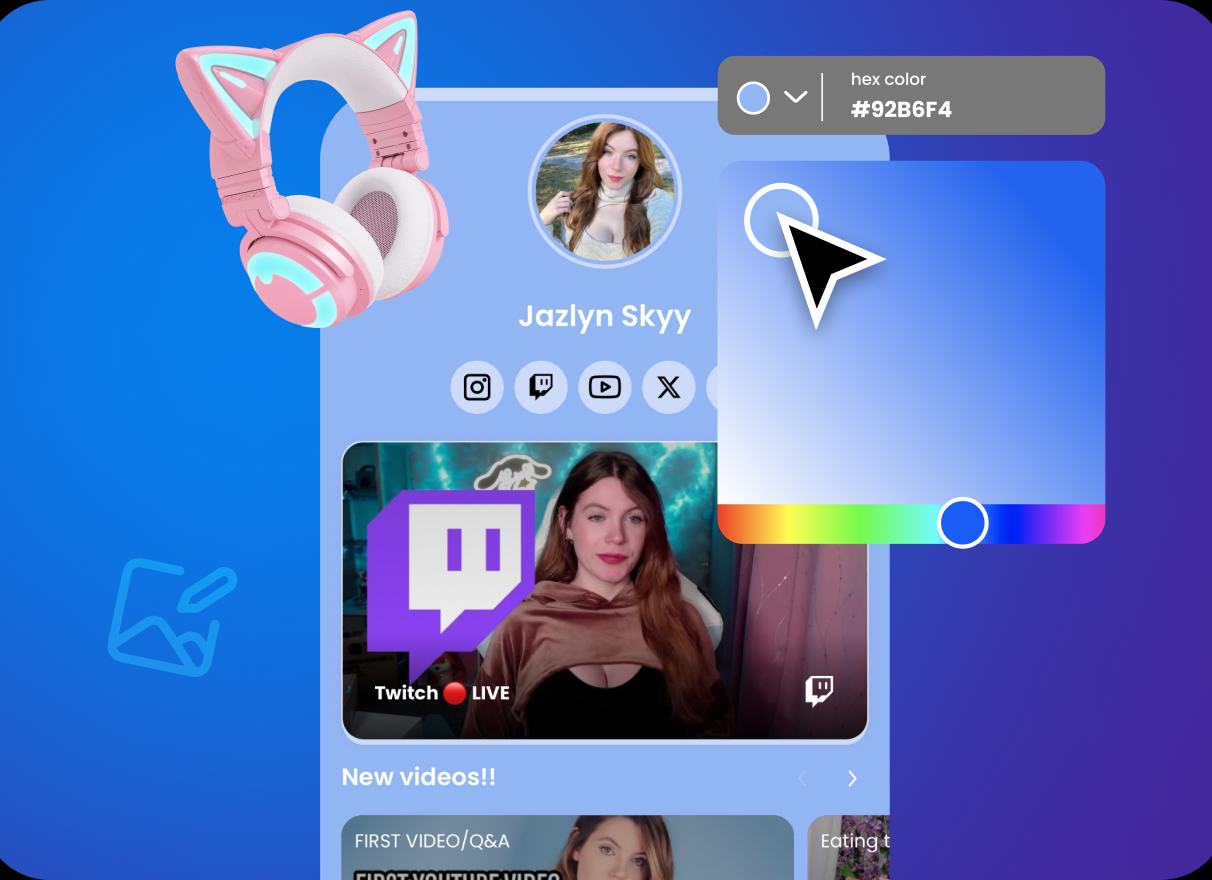 hex color
#92B6F4
Jazlyn Skyy
Twitch 🔴 LIVE
New videos!!
FIRST VIDEO/Q&A
Eating t
FIRST YOUTUBE VIDEO